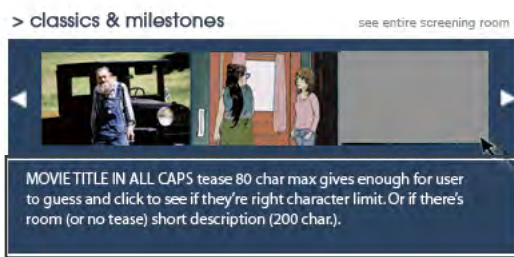 > classics & milestones
see entire screening room
MOVIE TITLE IN ALL CAPS tease 80 char max gives enough for user
to guess and click to see if they're right character limit. Or if there's
room (or no tease) short description (200 char.).